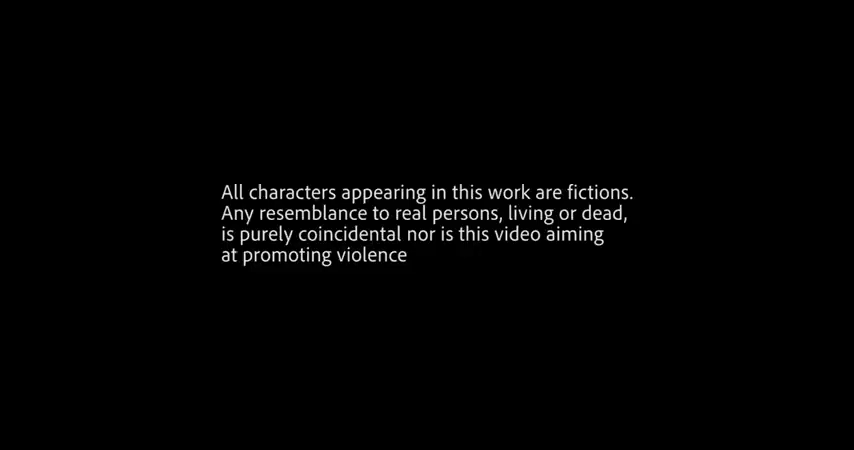 All characters appearing in this work are fictions.
Any resemblance to real persons, living or dead,
is purely coincidental nor is this video aiming
at promoting violence